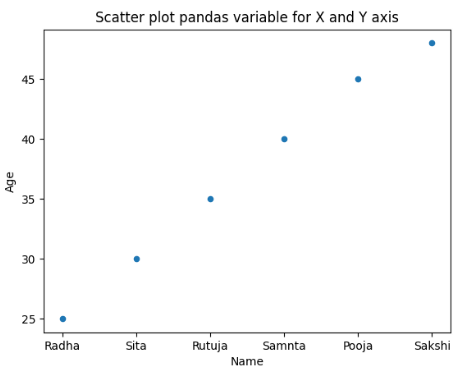 Scatter plot pandas variable for X and Y axis
45
40
35
30
25
Age
Radha Sita Rutuja Samnta Pooja Sakshi
Name